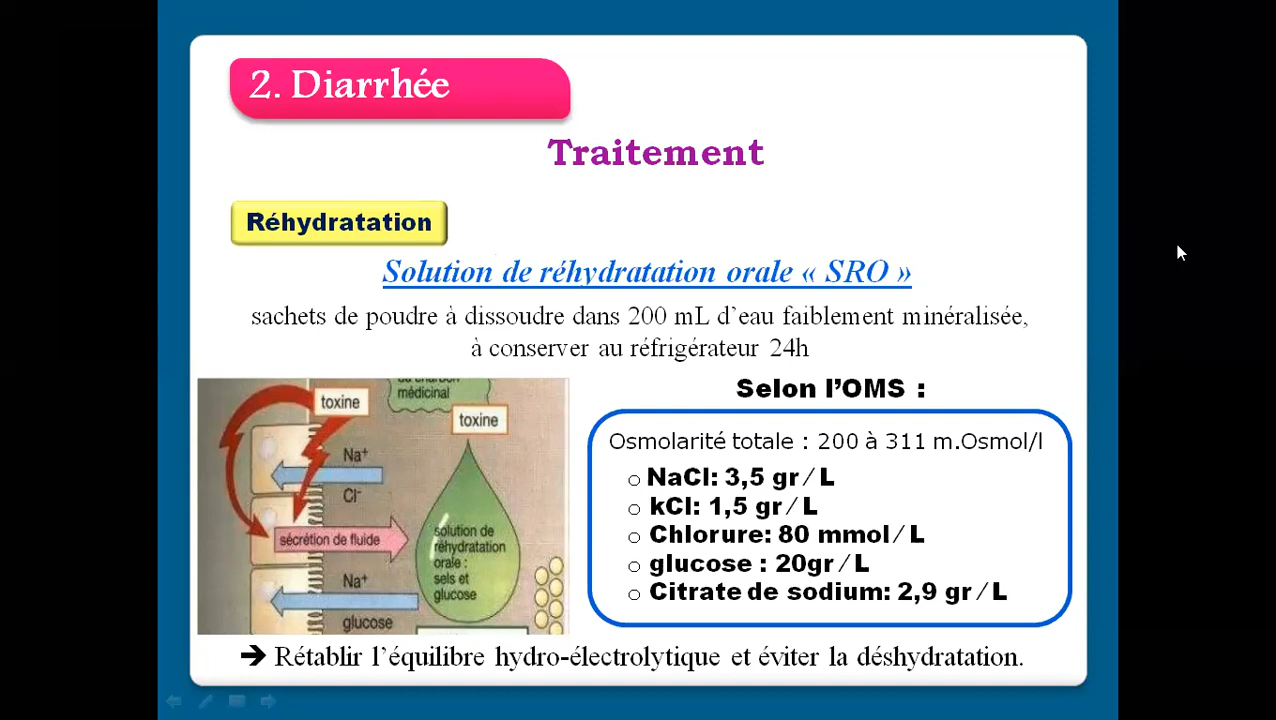 2. Diarrhée
Traitement
Réhydratation
Solution de réhydratation orale « SRO »
sachets de poudre à dissoudre dans 200 mL d’eau faiblement minéralisée,
à conserver au réfrigérateur 24h
du charbon
médicinal
toxine
toxine
Na⁺
Cl⁻
sécrétion de fluide
Na⁺
glucose
solution de
réhydratation
orale :
sels et
glucose
Selon l’OMS :
Osmolarité totale : 200 à 311 m.Osmol/l
○ NaCl: 3,5 gr/L
○ kCl: 1,5 gr/L
○ Chlorure: 80 mmol/L
○ glucose : 20gr/L
○ Citrate de sodium: 2,9 gr/L
➔ Rétablir l’équilibre hydro-électrolytique et éviter la déshydratation.